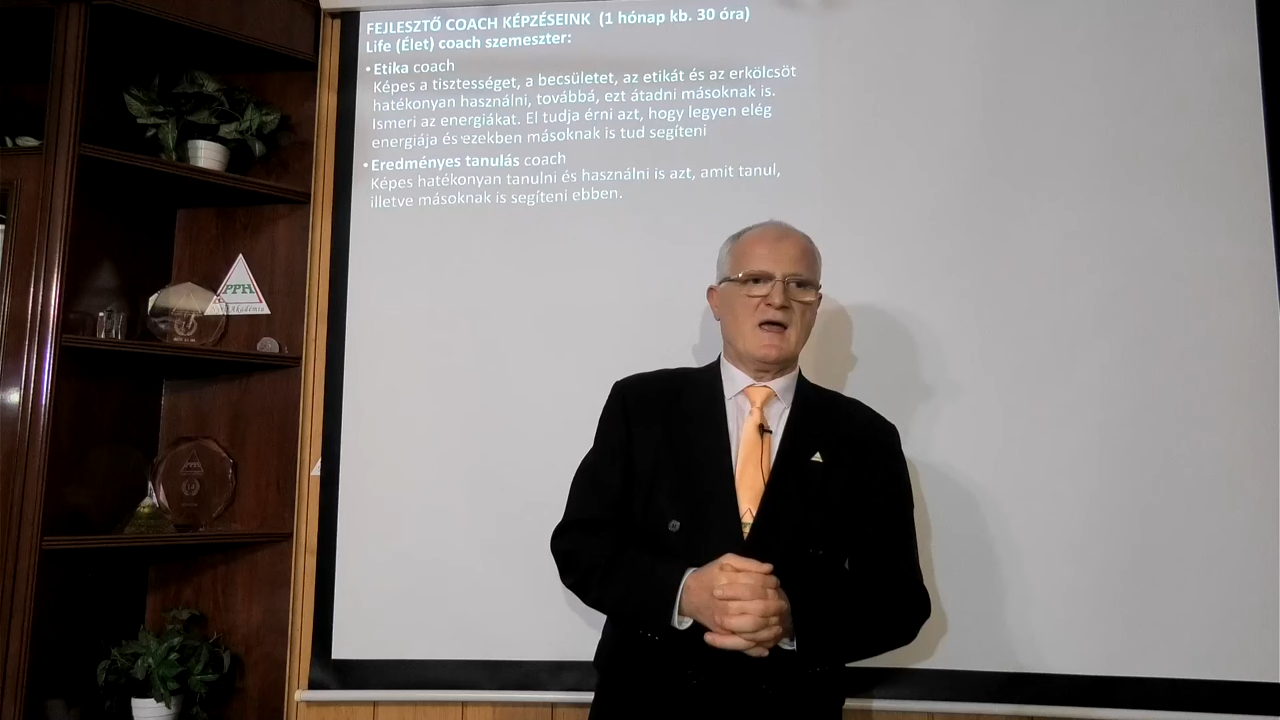 FEJLESZTŐ COACH KÉPZÉSEINK (1 hónap kb. 30 óra)
Life (Élet) coach szemeszter:
• Etika coach
Képes a tisztességet, a becsületet, az etikát és az erkölcsöt
hatékonyan használni, továbbá, ezt átadni másoknak is.
Ismeri az energiákat. El tudja érni azt, hogy legyen elég
energiája és ezekben másoknak is tud segíteni
• Eredményes tanulás coach
Képes hatékonyan tanulni és használni is azt, amit tanul,
illetve másoknak is segíteni ebben.
PPH
Akadémia